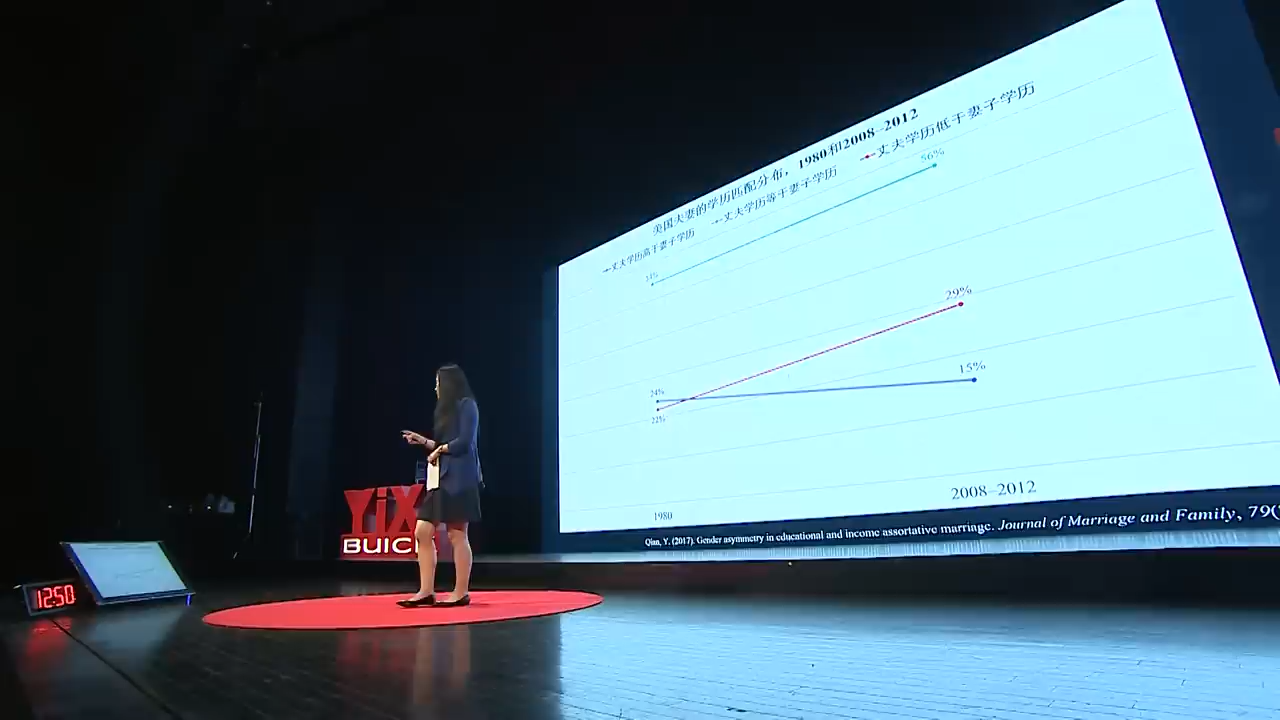 美国夫妻的学历匹配分布，1980和2008–2012
丈夫学历高于妻子学历
丈夫学历等于妻子学历
丈夫学历低于妻子学历
56%
29%
24%
22%
15%
1980
2008–2012
Qian, Y. (2017). Gender asymmetry in educational and income assortative marriage. Journal of Marriage and Family, 79(
YiX
BUIC
12:50